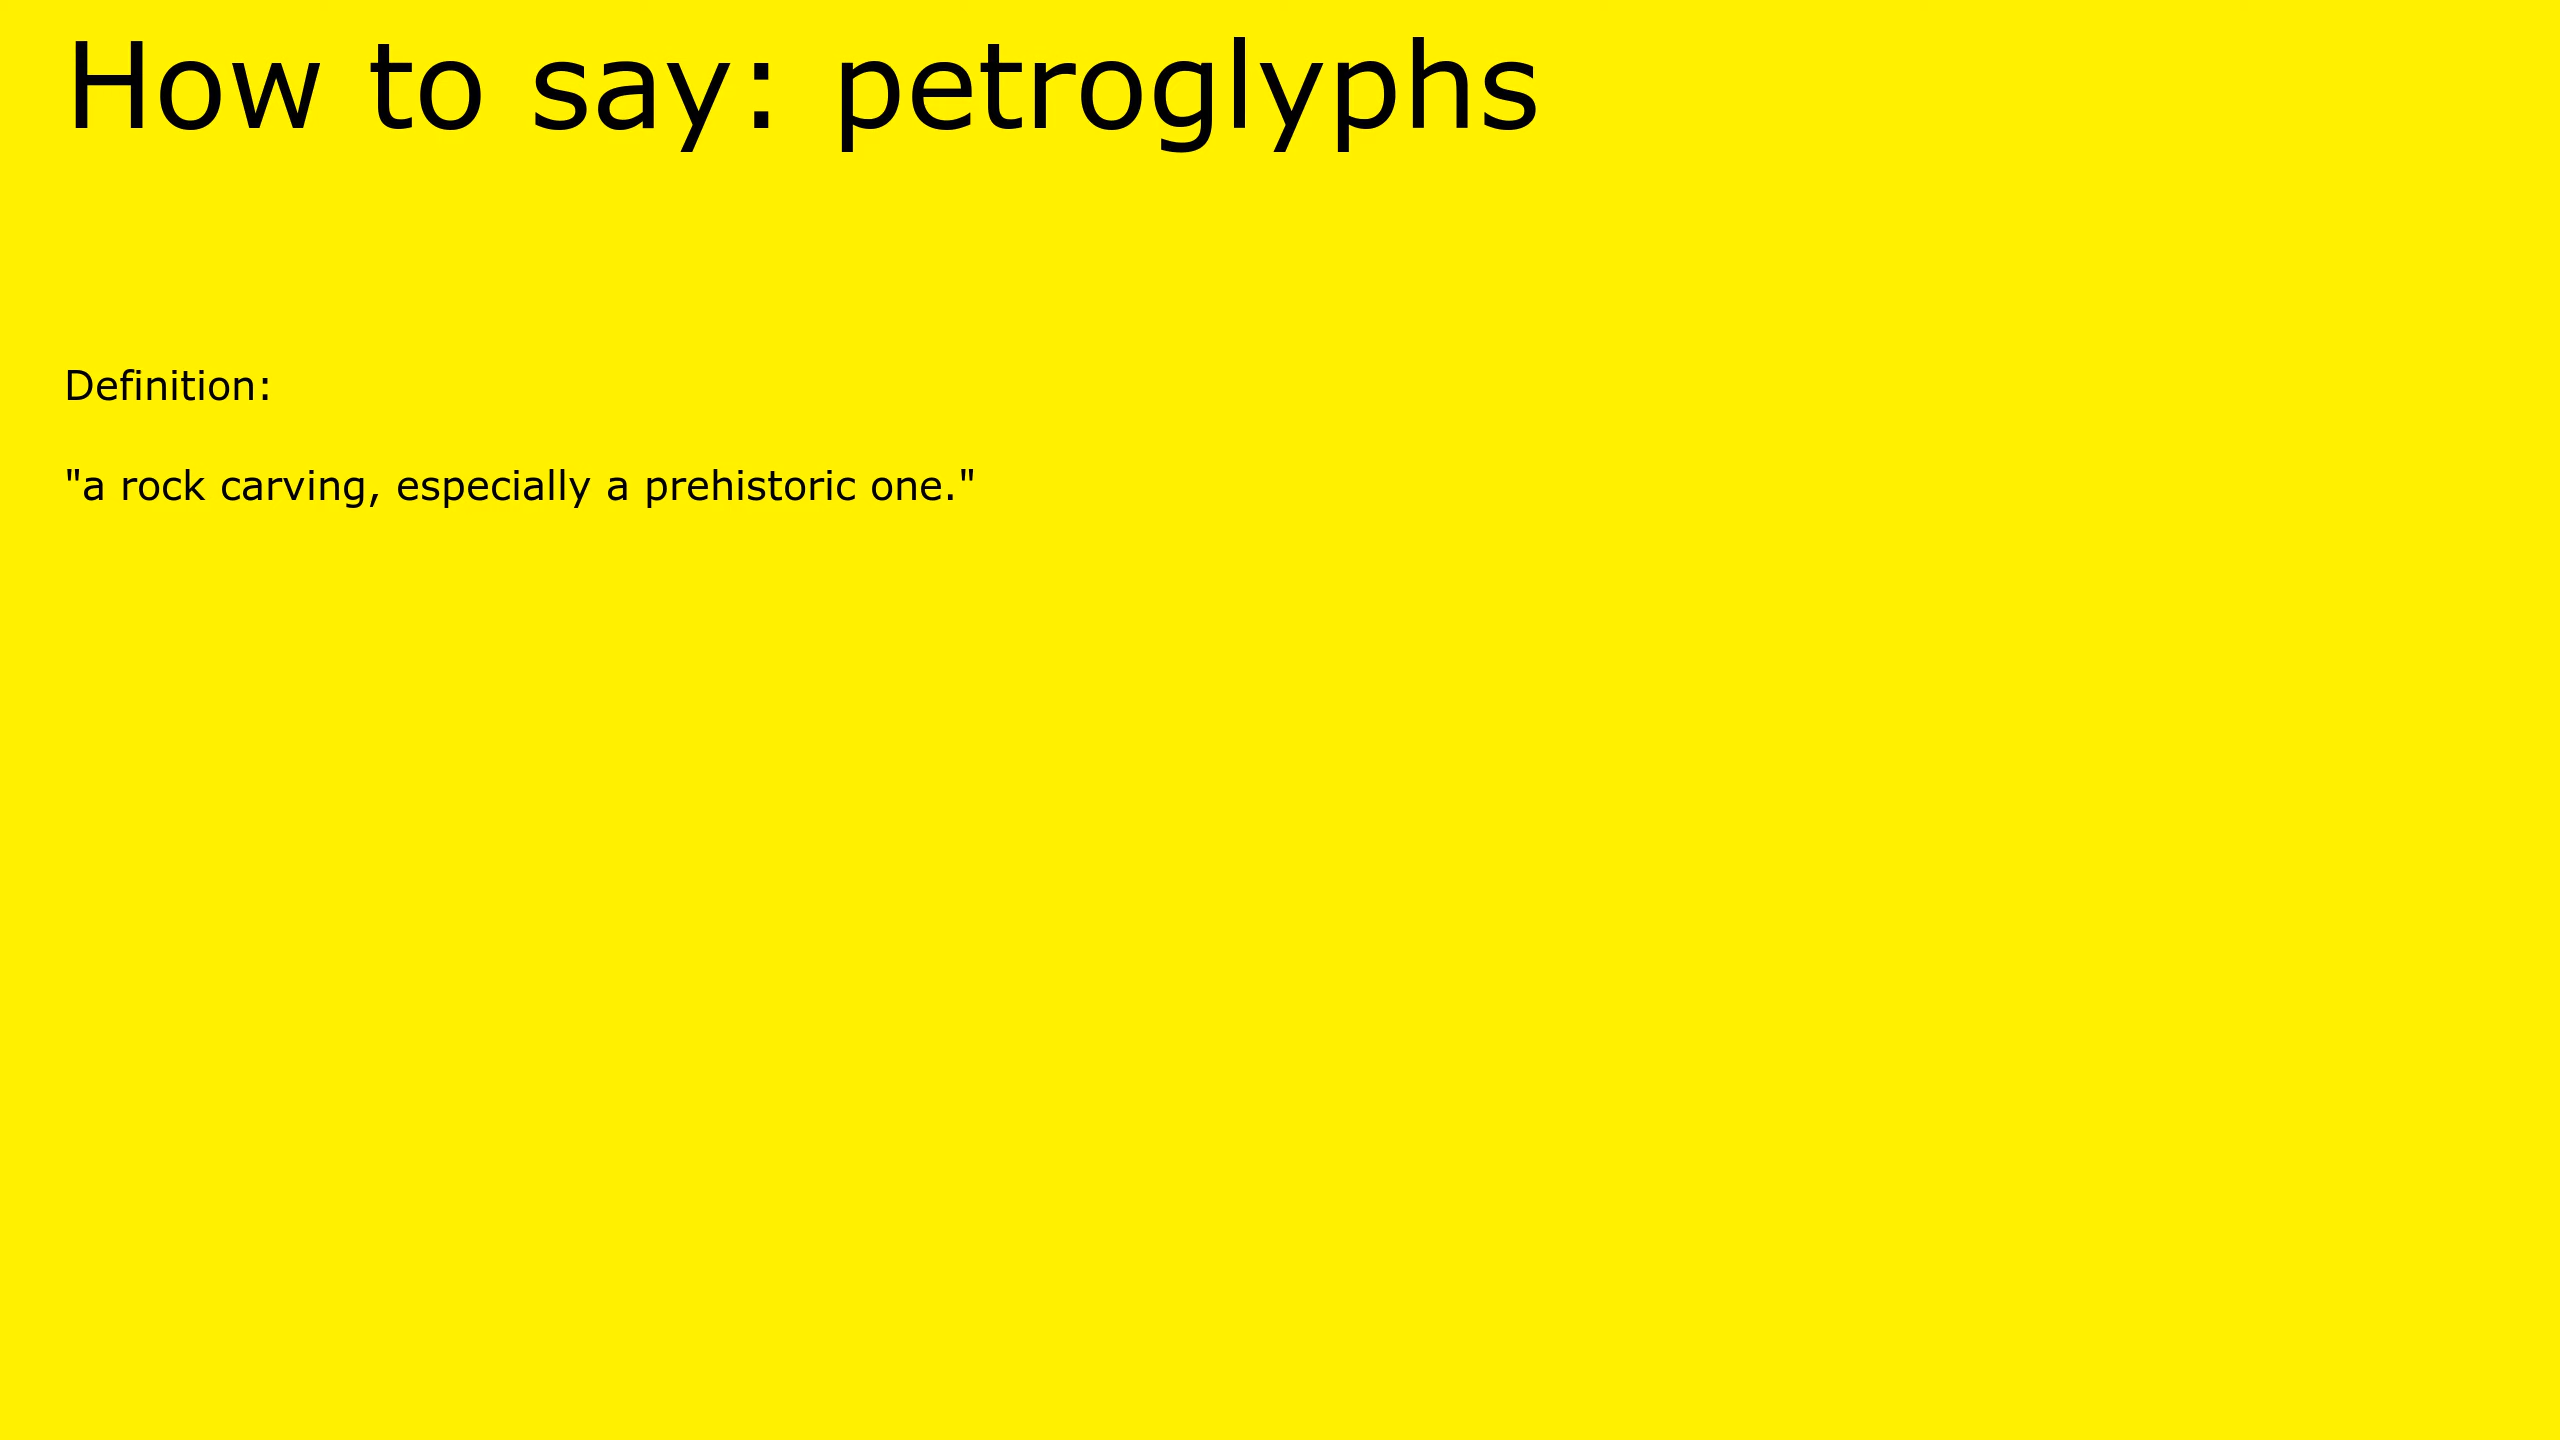 How to say: petroglyphs
Definition:
"a rock carving, especially a prehistoric one."